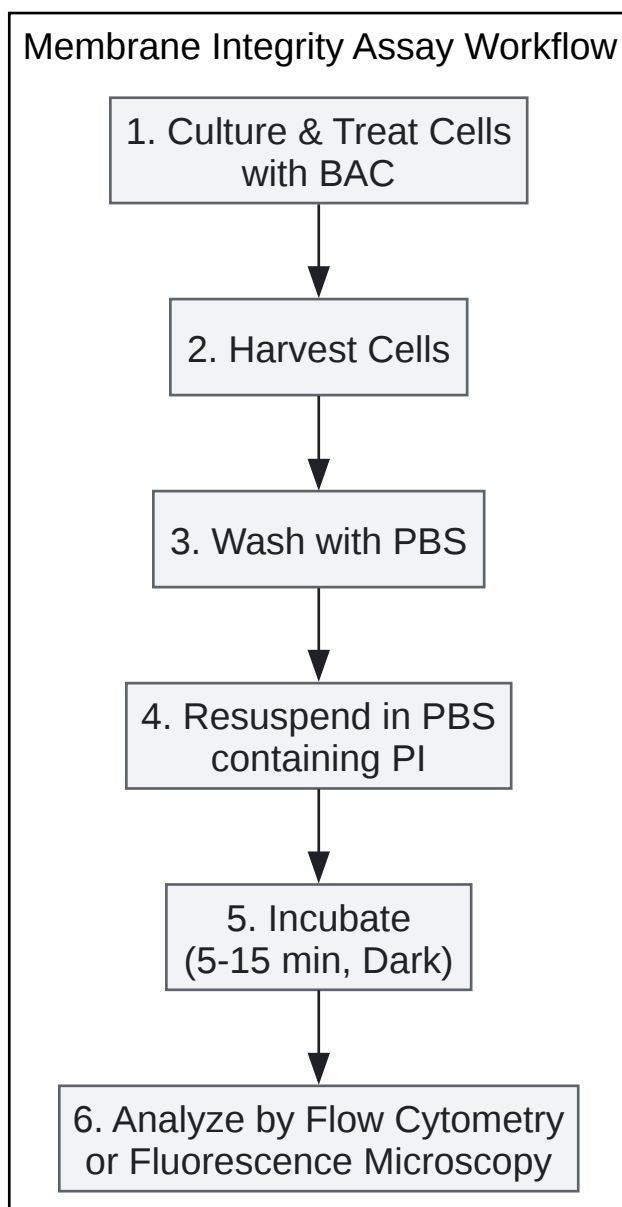 Membrane Integrity Assay Workflow
1. Culture & Treat Cells
with BAC
2. Harvest Cells
3. Wash with PBS
4. Resuspend in PBS
containing PI
5. Incubate
(5-15 min, Dark)
6. Analyze by Flow Cytometry
or Fluorescence Microscopy